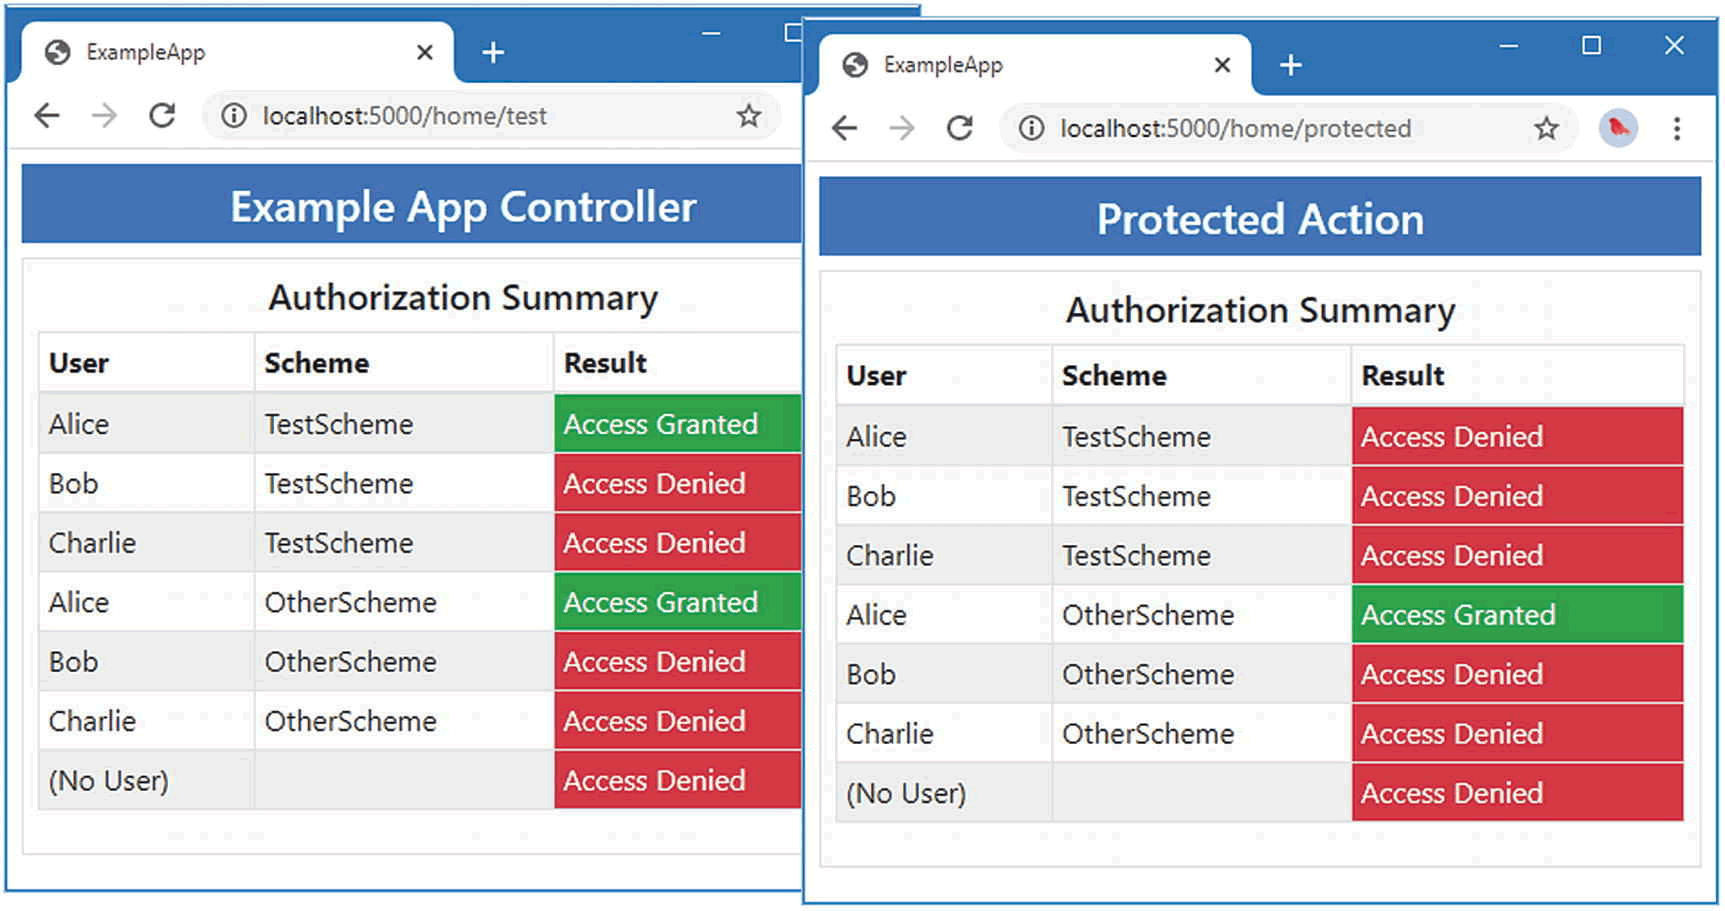 ExampleApp
localhost:5000/home/test
Example App Controller
Authorization Summary
User Scheme Result
Alice TestScheme Access Granted
Bob TestScheme Access Denied
Charlie TestScheme Access Denied
Alice OtherScheme Access Granted
Bob OtherScheme Access Denied
Charlie OtherScheme Access Denied
(No User) Access Denied
ExampleApp
localhost:5000/home/protected
Protected Action
Authorization Summary
User Scheme Result
Alice TestScheme Access Denied
Bob TestScheme Access Denied
Charlie TestScheme Access Denied
Alice OtherScheme Access Granted
Bob OtherScheme Access Denied
Charlie OtherScheme Access Denied
(No User) Access Denied